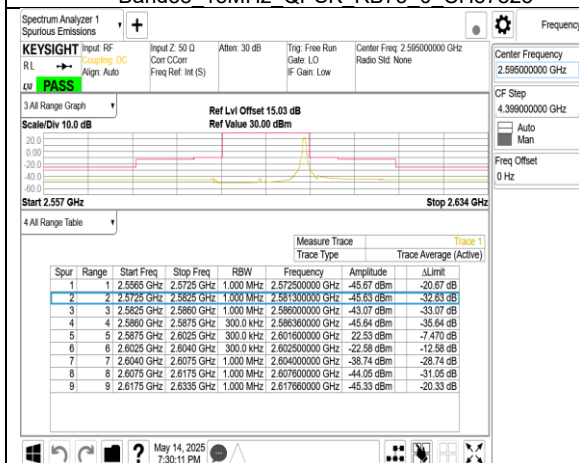 Spectrum Analyzer 1
Spurious Emissions
Frequency
KEYSIGHT Input: RF Input Z: 50 Ω Atten: 30 dB Trig: Free Run Center Freq: 2.595000000 GHz
RL Coupling: DC Corr CCorr Gate: LO Radio Std: None
Align: Auto Freq Ref: Int (S) IF Gain: Low
PASS
Center Frequency
2.595000000 GHz
CF Step
4.399000000 GHz
Auto
Man
Freq Offset
0 Hz
3 All Range Graph
Ref Lvl Offset 15.03 dB
Scale/Div 10.0 dB Ref Value 30.00 dBm
20.0
0.00
-20.0
-40.0
-60.0
Start 2.557 GHz Stop 2.634 GHz
4 All Range Table
Measure Trace Trace 1
Trace Type Trace Average (Active)
Spur Range Start Freq Stop Freq RBW Frequency Amplitude ΔLimit
1 1 2.5565 GHz 2.5725 GHz 1.000 MHz 2.572500000 GHz -45.67 dBm -20.67 dB
2 2 2.5725 GHz 2.5825 GHz 1.000 MHz 2.581300000 GHz -45.63 dBm -32.63 dB
3 3 2.5825 GHz 2.5860 GHz 1.000 MHz 2.586000000 GHz -43.07 dBm -33.07 dB
4 4 2.5860 GHz 2.5875 GHz 300.0 kHz 2.586360000 GHz -45.64 dBm -35.64 dB
5 5 2.5875 GHz 2.6025 GHz 300.0 kHz 2.601600000 GHz 22.53 dBm -7.470 dB
6 6 2.6025 GHz 2.6040 GHz 300.0 kHz 2.602500000 GHz -22.58 dBm -12.58 dB
7 7 2.6040 GHz 2.6075 GHz 1.000 MHz 2.604000000 GHz -38.74 dBm -28.74 dB
8 8 2.6075 GHz 2.6175 GHz 1.000 MHz 2.607600000 GHz -44.05 dBm -31.05 dB
9 9 2.6175 GHz 2.6335 GHz 1.000 MHz 2.617660000 GHz -45.33 dBm -20.33 dB
May 14, 2025
7:30:11 PM